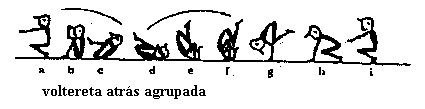 a b c d e f g h i
voltereta atrás agrupada